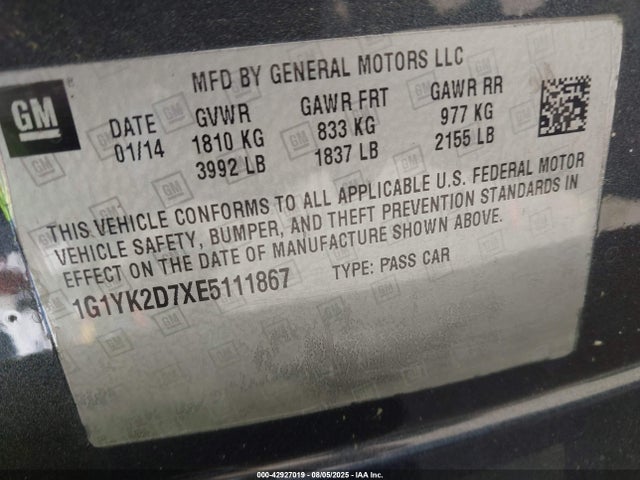 MFD BY GENERAL MOTORS LLC
GM ®
DATE GVWR GAWR FRT GAWR RR
01/14 1810 KG 833 KG 977 KG
3992 LB 1837 LB 2155 LB
THIS VEHICLE CONFORMS TO ALL APPLICABLE U.S. FEDERAL MOTOR
VEHICLE SAFETY, BUMPER, AND THEFT PREVENTION STANDARDS IN
EFFECT ON THE DATE OF MANUFACTURE SHOWN ABOVE.
1G1YK2D7XE5111867 TYPE: PASS CAR
000-42927019 - 08/05/2025 - IAA Inc.